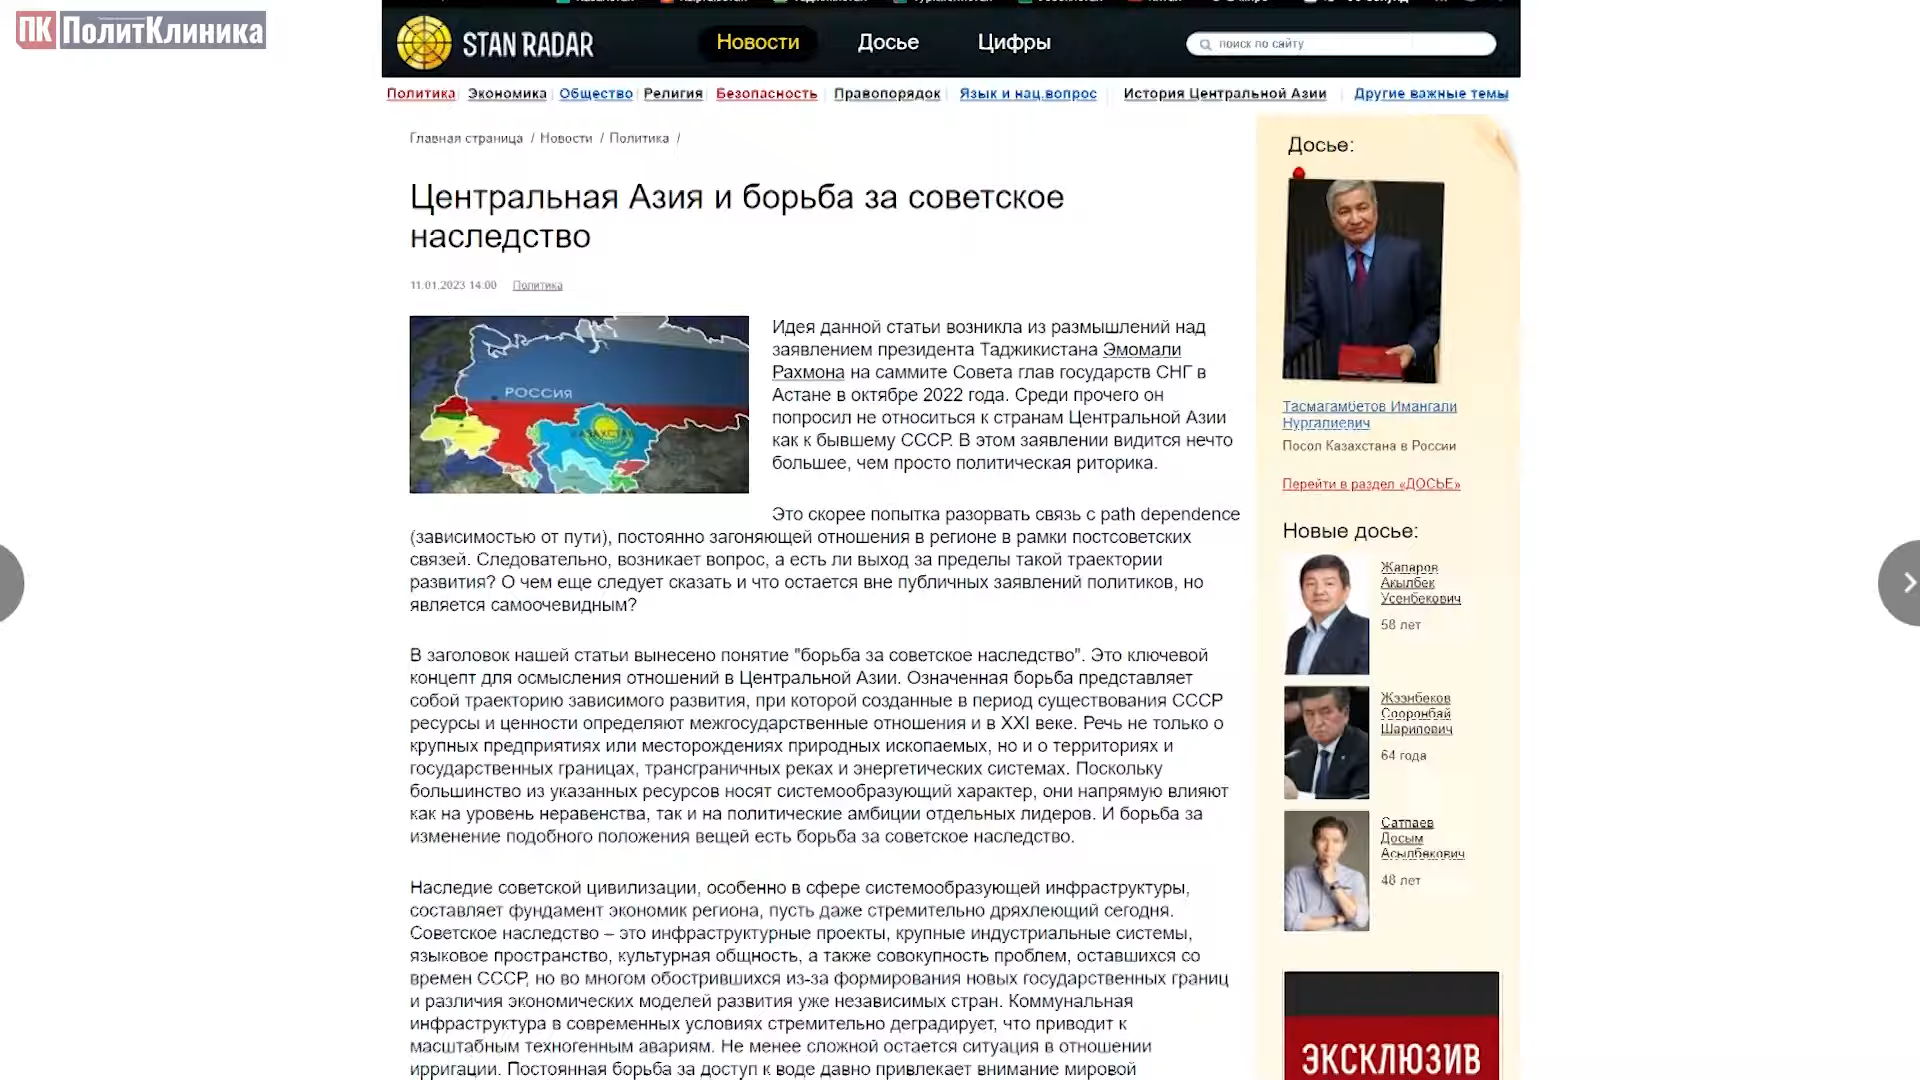 ПК ПолитКлиника
STAN RADAR
Новости
Досье
Цифры
поиск по сайту
Политика
Экономика
Общество
Религия
Безопасность
Правопорядок
Язык и нац.вопрос
История Центральной Азии
Другие важные темы
Главная страница / Новости / Политика /
Центральная Азия и борьба за советское
наследство
11.01.2023 14:00 Политика
РОССИЯ
Идея данной статьи возникла из размышлений над
заявлением президента Таджикистана Эмомали
Рахмона на саммите Совета глав государств СНГ в
Астане в октябре 2022 года. Среди прочего он
попросил не относиться к странам Центральной Азии
как к бывшему СССР. В этом заявлении видится нечто
большее, чем просто политическая риторика.
Это скорее попытка разорвать связь с path dependence
(зависимостью от пути), постоянно загоняющей отношения в регионе в рамки постсоветских
связей. Следовательно, возникает вопрос, а есть ли выход за пределы такой траектории
развития? О чем еще следует сказать и что остается вне публичных заявлений политиков, но
является самоочевидным?
В заголовок нашей статьи вынесено понятие "борьба за советское наследство". Это ключевой
концепт для осмысления отношений в Центральной Азии. Означенная борьба представляет
собой траекторию зависимого развития, при которой созданные в период существования СССР
ресурсы и ценности определяют межгосударственные отношения и в XXI веке. Речь не только о
крупных предприятиях или месторождениях природных ископаемых, но и о территориях и
государственных границах, трансграничных реках и энергетических системах. Поскольку
большинство из указанных ресурсов носят системообразующий характер, они напрямую влияют
как на уровень неравенства, так и на политические амбиции отдельных лидеров. И борьба за
изменение подобного положения вещей есть борьба за советское наследство.
Наследие советской цивилизации, особенно в сфере системообразующей инфраструктуры,
составляет фундамент экономик региона, пусть даже стремительно дряхлеющий сегодня.
Советское наследство – это инфраструктурные проекты, крупные индустриальные системы,
языковое пространство, культурная общность, а также совокупность проблем, оставшихся со
времен СССР, но во многом обострившихся из-за формирования новых государственных границ
и различия экономических моделей развития уже независимых стран. Коммунальная
инфраструктура в современных условиях стремительно деградирует, что приводит к
масштабным техногенным авариям. Не менее сложной остается ситуация в отношении
ирригации. Постоянная борьба за доступ к воде давно привлекает внимание мировой
Досье:
Тасмагамбетов Имангали
Нургалиевич
Посол Казахстана в России
Перейти в раздел «ДОСЬЕ»
Новые досье:
Жапаров
Акылбек
Усенбекович
58 лет
Жээнбеков
Сооронбай
Шарипович
64 года
Сатпаев
Досым
Асылбекович
48 лет
ЭКСКЛЮЗИВ